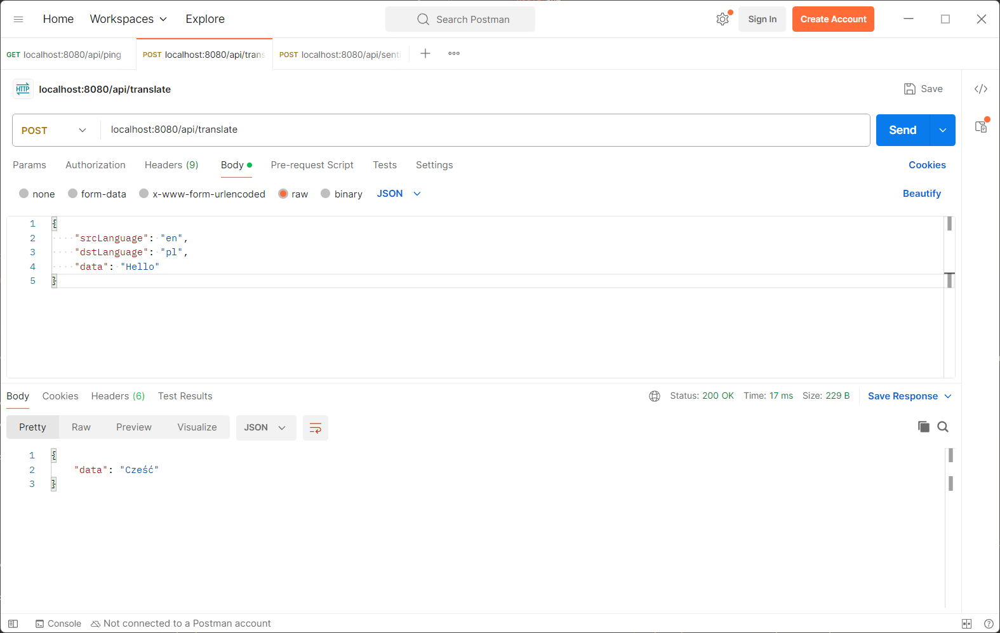 Home Workspaces Explore Search Postman Sign In Create Account
GET localhost:8080/api/ping POST localhost:8080/api/trans POST localhost:8080/api/senti
HTTP localhost:8080/api/translate Save
POST localhost:8080/api/translate Send
Params Authorization Headers (9) Body Pre-request Script Tests Settings Cookies
none form-data x-www-form-urlencoded raw binary JSON Beautify
1 {
2 "srcLanguage": "en",
3 "dstLanguage": "pl",
4 "data": "Hello"
5 }
Body Cookies Headers (6) Test Results Status: 200 OK Time: 17 ms Size: 229 B Save Response
Pretty Raw Preview Visualize JSON
1 {
2 "data": "Cześć"
3 }
Console Not connected to a Postman account